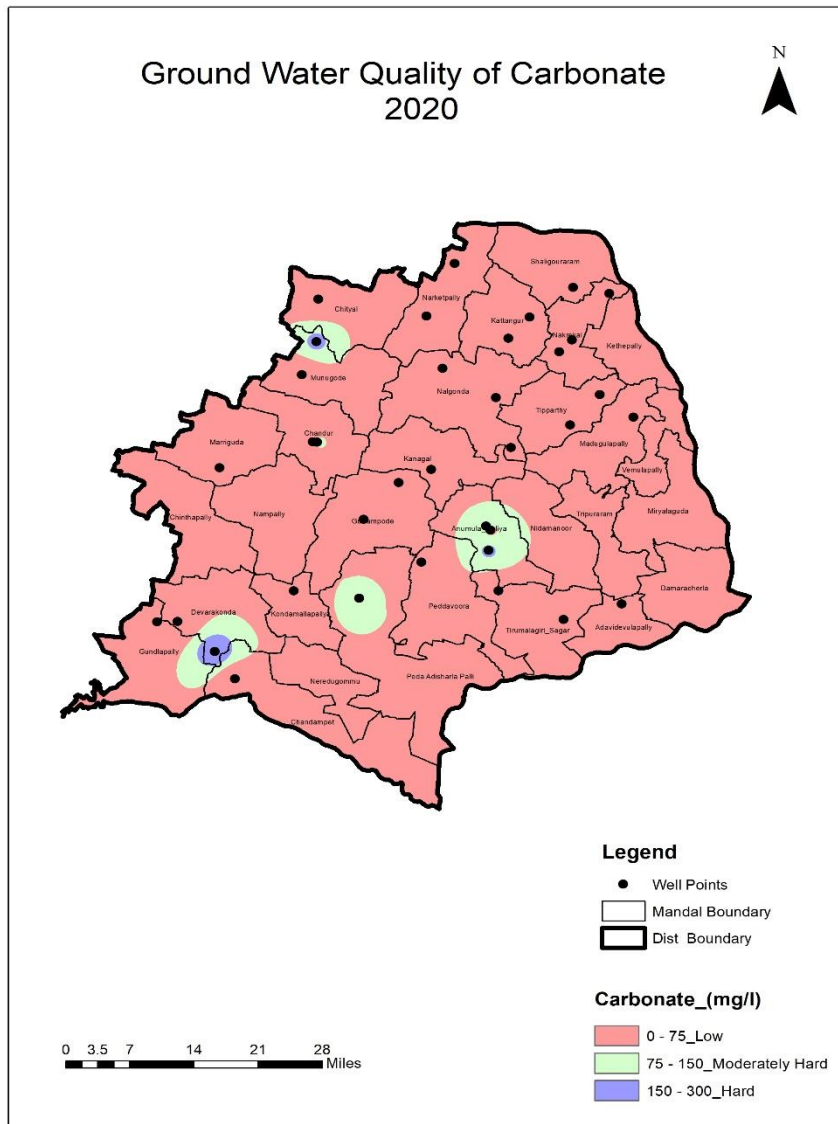 Ground Water Quality of Carbonate
2020
N
Shaligouraram
Narketpally
Chityal
Kattangur
Nakrekal
Kethepally
Munugode
Nalgonda
Tipparthy
Chandur
Madugulapally
Marriguda
Kanagal
Vemulapally
Chinthapally
Nampally
Tripuraram
Miryalaguda
Anumula
Nidamanoor
Damaracherla
Devarakonda
Kondamallapally
Peddavoora
Tirumalagiri_Sagar
Adavidevulapally
Gundlapally
Neredugommu
Peda Adisharla Palli
Chandampet
Legend
Well Points
Mandal Boundary
Dist Boundary
Carbonate_(mg/l)
0 - 75_Low
75 - 150_Moderately Hard
150 - 300_Hard
0 3.5 7 14 21 28
Miles